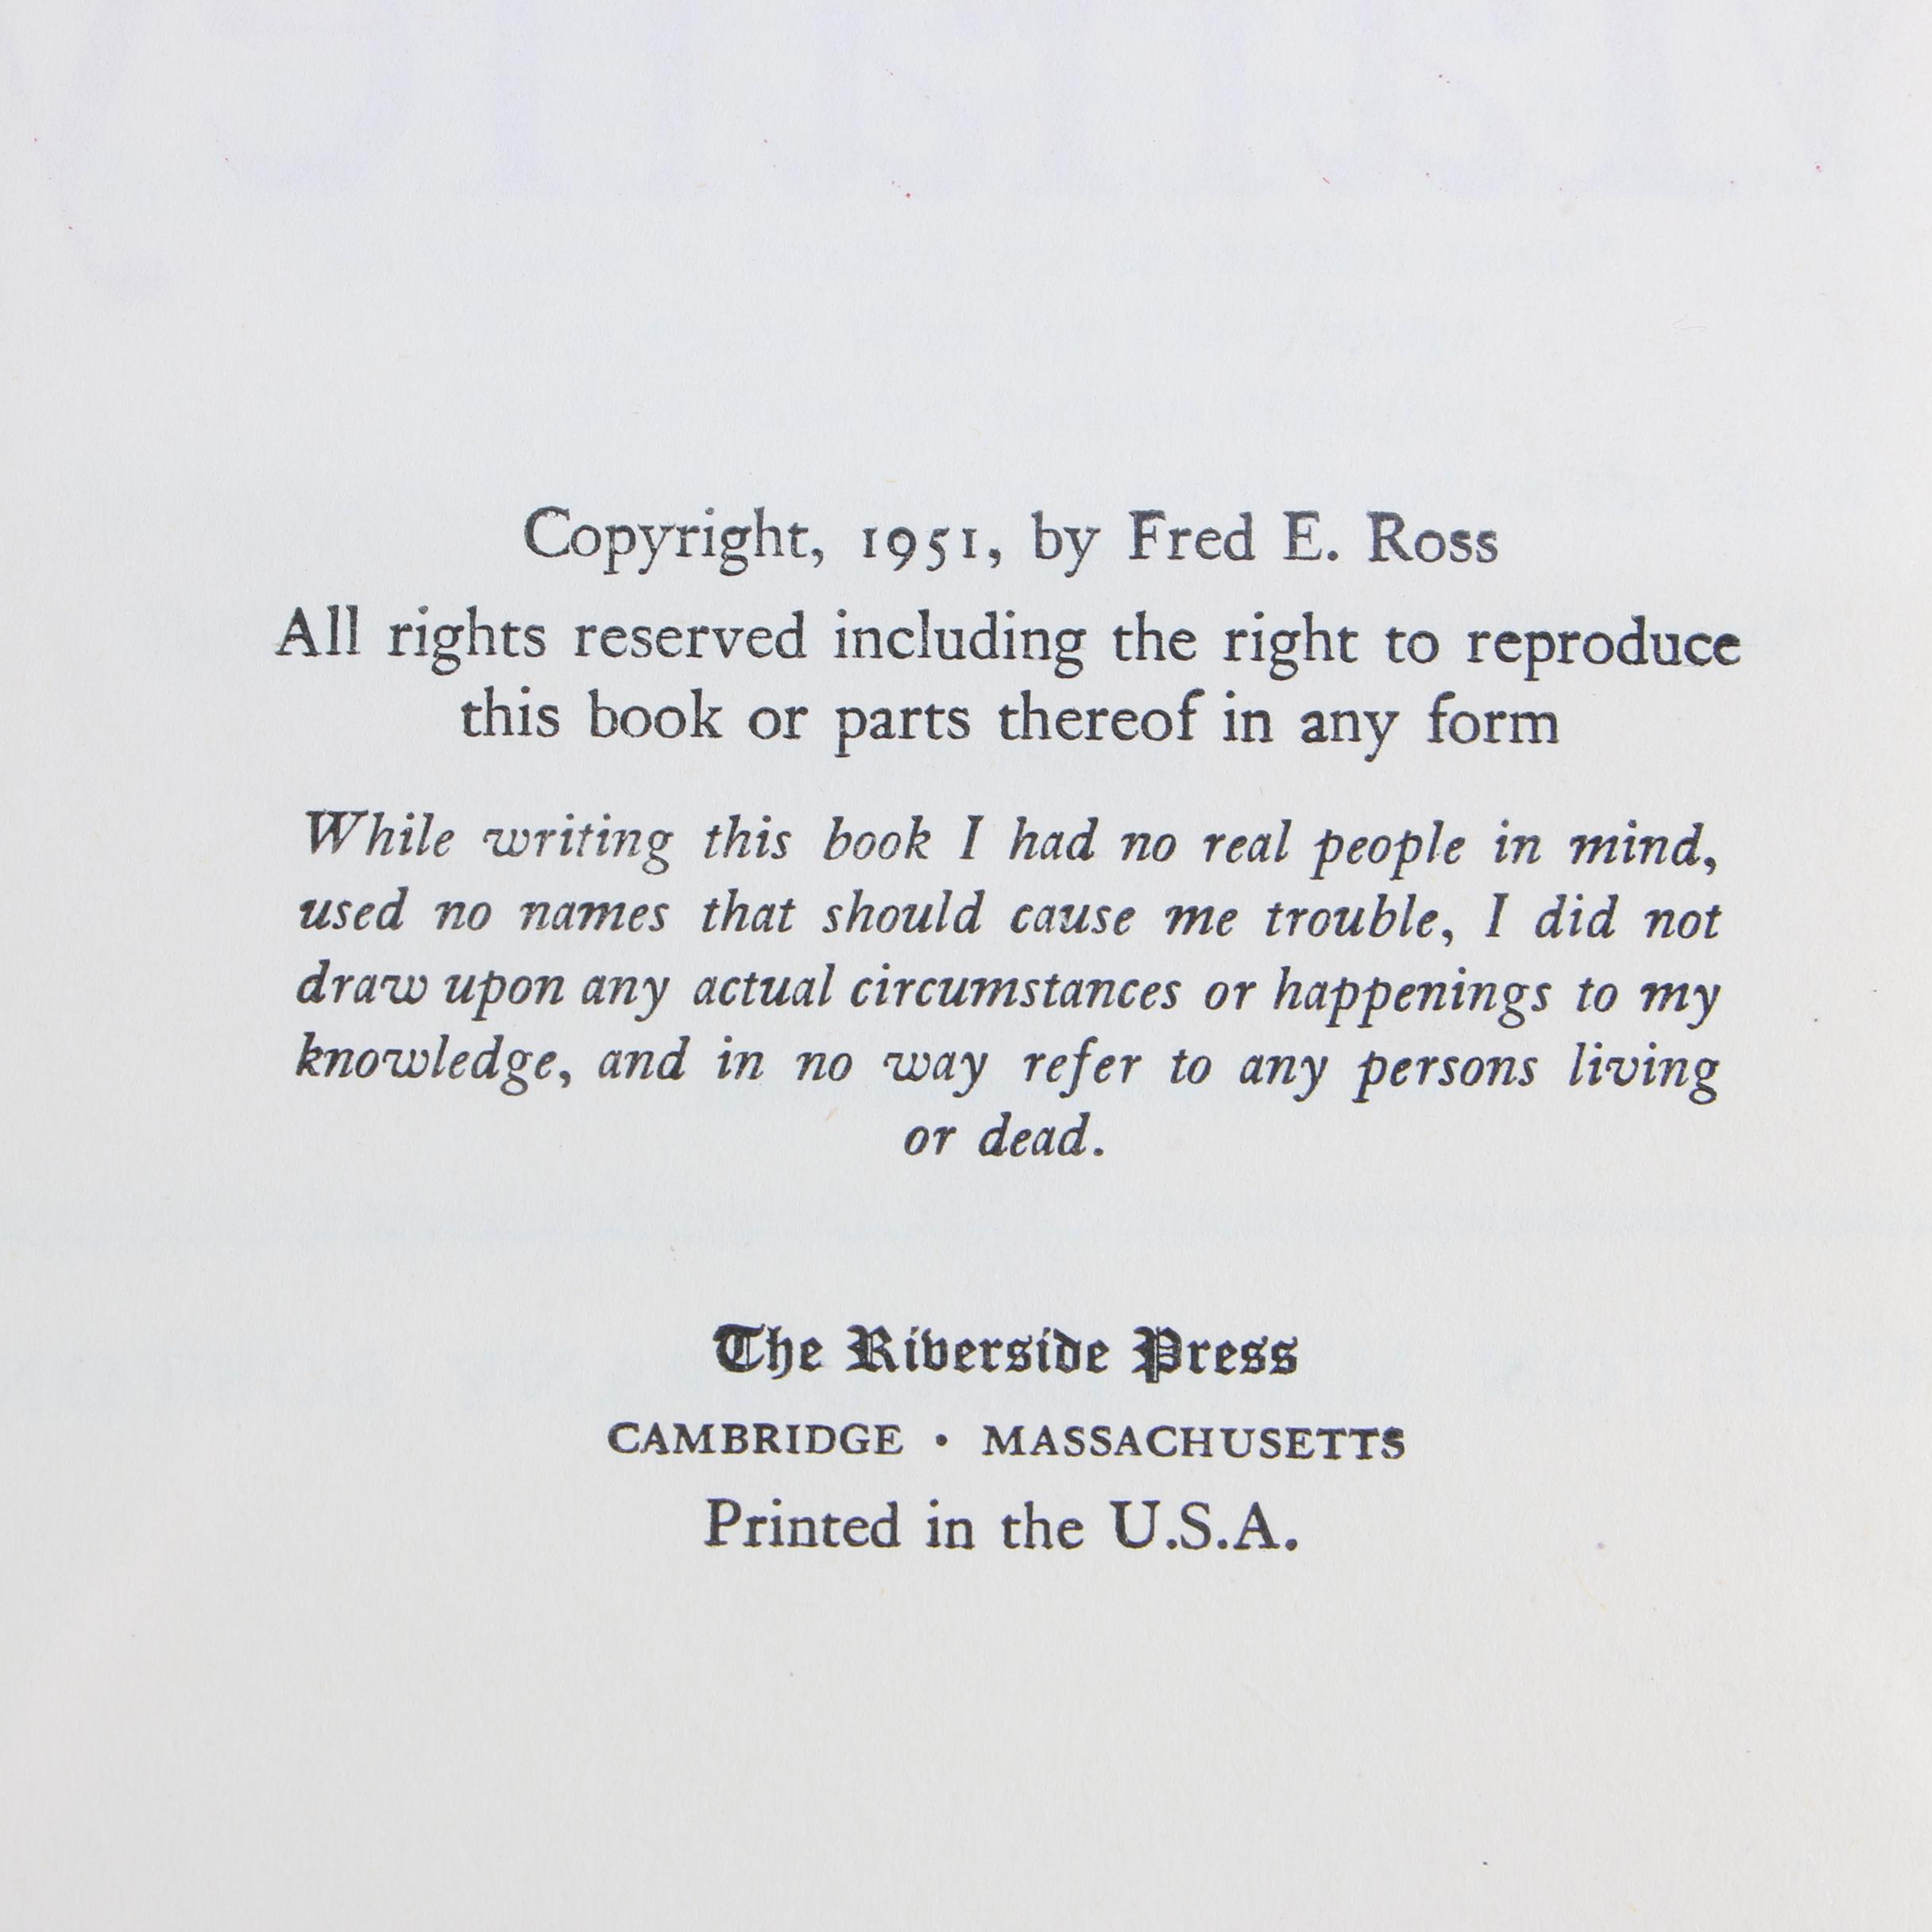 Copyright, 1951, by Fred E. Ross
All rights reserved including the right to reproduce
this book or parts thereof in any form
While writing this book I had no real people in mind,
used no names that should cause me trouble, I did not
draw upon any actual circumstances or happenings to my
knowledge, and in no way refer to any persons living
or dead.
The Riverside Press
CAMBRIDGE • MASSACHUSETTS
Printed in the U.S.A.